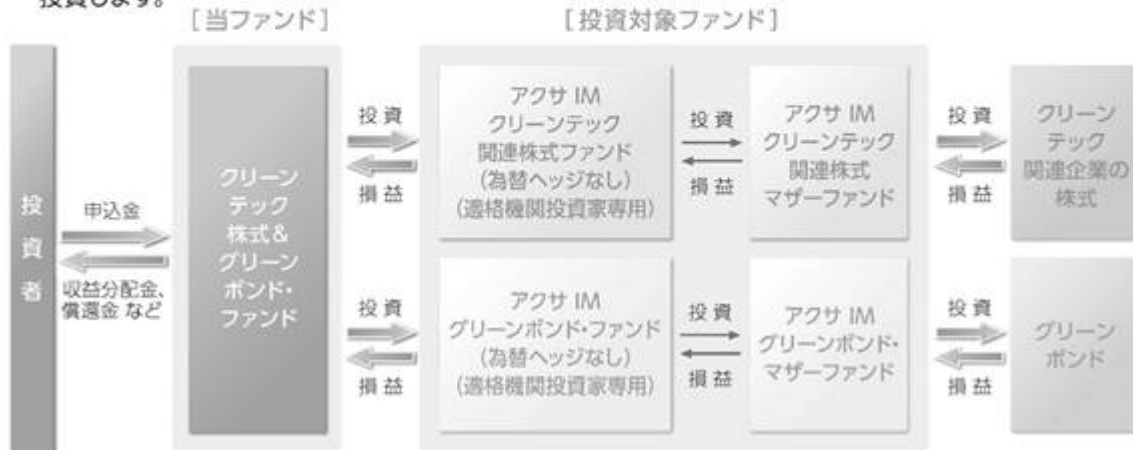 投資します。
[当ファンド]
[投資対象ファンド]
投資者
申込金
収益分配金、
償還金 など
クリーン
テック
株式&
グリーン
ボンド・
ファンド
投資
損益
アクサ IM
クリーンテック
関連株式ファンド
(為替ヘッジなし)
(適格機関投資家専用)
投資
損益
アクサ IM
クリーンテック
関連株式
マザーファンド
投資
損益
クリーン
テック
関連企業の
株式
投資
損益
アクサ IM
グリーンボンド・ファンド
(為替ヘッジなし)
(適格機関投資家専用)
投資
損益
アクサ IM
グリーンボンド・
マザーファンド
投資
損益
グリーン
ボンド